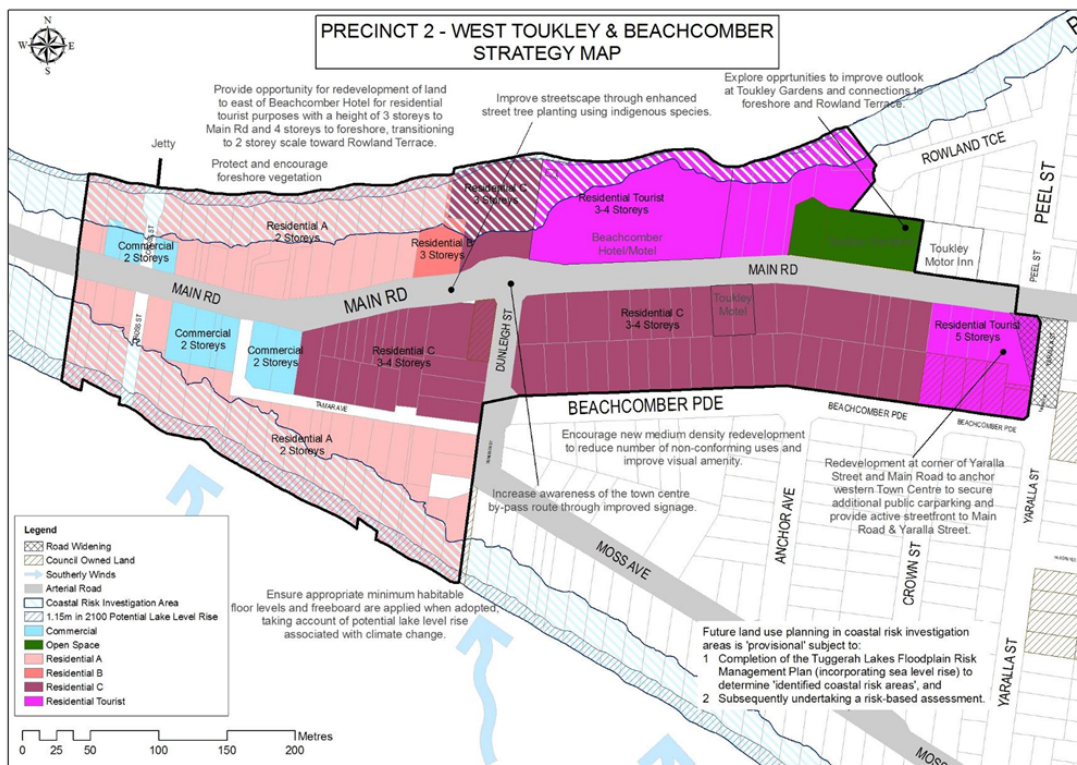 PRECINCT 2 - WEST TOUKLEY & BEACHCOMBER
STRATEGY MAP
N
W
E
S
Provide opportunity for redevelopment of land
to east of Beachcomber Hotel for residential
tourist purposes with a height of 3 storeys to
Main Rd and 4 storeys to foreshore, transitioning
to 2 storey scale toward Rowland Terrace.
Protect and encourage
foreshore vegetation
Improve streetscape through enhanced
street tree planting using indigenous species.
Explore opprtunities to improve outlook
at Toukley Gardens and connections to
foreshore and Rowland Terrace.
Jetty
ROWLAND TCE
PEEL ST
PEEL ST
Residential A
2 Storeys
Commercial
2 Storeys
Residential B
3 Storeys
Residential C
3 Storeys
Residential Tourist
3-4 Storeys
Beachcomber
Hotel/Motel
Toukley
Motor Inn
MAIN RD
MAIN RD
MAIN RD
Commercial
2 Storeys
Commercial
2 Storeys
Residential C
3-4 Storeys
DUNLEIGH ST
Residential C
3-4 Storeys
Toukley
Motel
Residential Tourist
5 Storeys
YARALLA ST
TAMAR AVE
BEACHCOMBER PDE
BEACHCOMBER PDE
BEACHCOMBER PDE
Residential A
2 Storeys
Encourage new medium density redevelopment
to reduce number of non-conforming uses and
improve visual amenity.
Increase awareness of the town centre
by-pass route through improved signage.
Redevelopment at corner of Yaralla
Street and Main Road to anchor
western Town Centre to secure
additional public carparking and
provide active streetfront to Main
Road & Yaralla Street.
MOSS AVE
ANCHOR AVE
CROWN ST
YARALLA ST
YARALLA ST
MOSS
Ensure appropriate minimum habitable
floor levels and freeboard are applied when adopted,
taking account of potential lake level rise
associated with climate change.
Future land use planning in coastal risk investigation
areas is 'provisional' subject to:
1 Completion of the Tuggerah Lakes Floodplain Risk
Management Plan (incorporating sea level rise) to
determine 'identified coastal risk areas', and
2 Subsequently undertaking a risk-based assessment.
Legend
Road Widening
Council Owned Land
Southerly Winds
Arterial Road
Coastal Risk Investigation Area
1.15m in 2100 Potential Lake Level Rise
Commercial
Open Space
Residential A
Residential B
Residential C
Residential Tourist
0 25 50 100 150 200
Metres